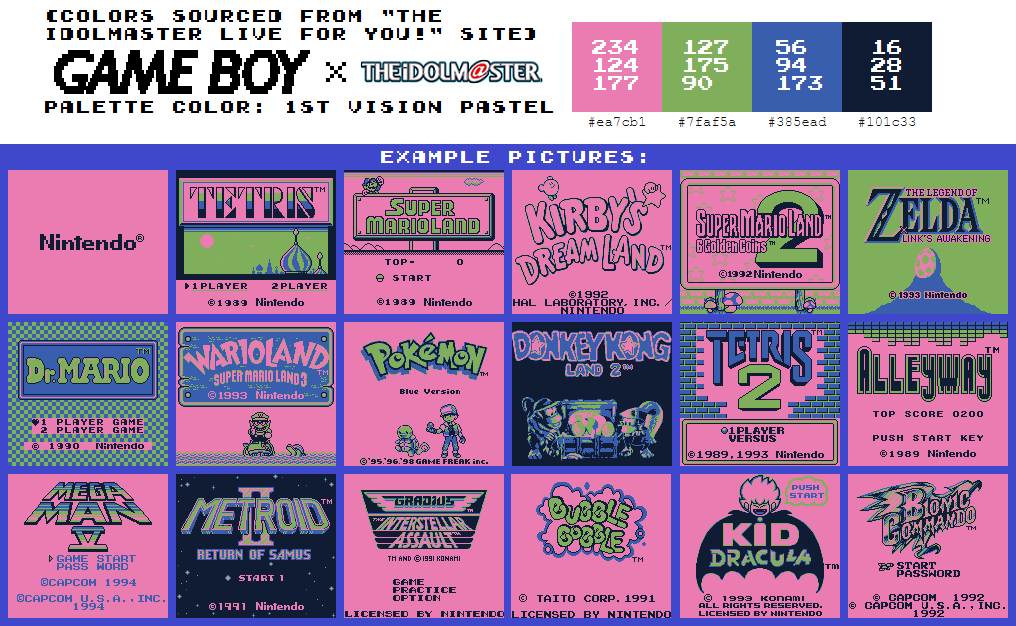 (COLORS SOURCED FROM "THE
IDOLMASTER LIVE FOR YOU!" SITE)
GAME BOY × THE IDOLM@STER
PALETTE COLOR: 1ST VISION PASTEL
234
124
177
127
175
90
56
94
173
16
28
51
#ea7cb1
#7faf5a
#385ead
#101c33
EXAMPLE PICTURES:
Nintendo®
TETRIS™
1PLAYER 2PLAYER
©1989 Nintendo
SUPER
MARIOLAND
TOP- 0
START
©1989 Nintendo
KIRBY'S
DREAM LAND™
©1992
HAL LABORATORY, INC. /
NINTENDO
SUPER MARIO LAND 2™
6 Golden Coins™
©1992 Nintendo
THE LEGEND OF
ZELDA™
LINK'S AWAKENING
© 1993 Nintendo
DR. MARIO™
♥1 PLAYER GAME
2 PLAYER GAME
© 1990 Nintendo
WARIOLAND
SUPER MARIO LAND 3™
©1993 Nintendo
POKéMON™
Blue Version
©'95.'96.'98 GAME FREAK inc.
DONKEY KONG
LAND 2™
TETRIS™
2
1PLAYER
VERSUS
©1989,1993 Nintendo
ALLEYWAY™
TOP SCORE 0200
PUSH START KEY
©1989 Nintendo
MEGA
MAN
V
GAME START
PASS WORD
©CAPCOM 1994
©CAPCOM U.S.A.,INC.
1994
METROID™
II
RETURN OF SAMUS
START 1
©1991 Nintendo
GRADIUS
THE INTERSTELLAR
ASSAULT™
TM AND ©1991 KONAMI
GAME
PRACTICE
OPTION
LICENSED BY NINTENDO
BUBBLE
BOBBLE™
© TAITO CORP. 1991
LICENSED BY NINTENDO
PUSH
START
KID
DRACULA™
© 1993 KONAMI
ALL RIGHTS RESERVED.
LICENSED BY NINTENDO
BIONIC
COMMANDO™
START
PASSWORD
© CAPCOM 1992
© CAPCOM U.S.A.,INC.
1992